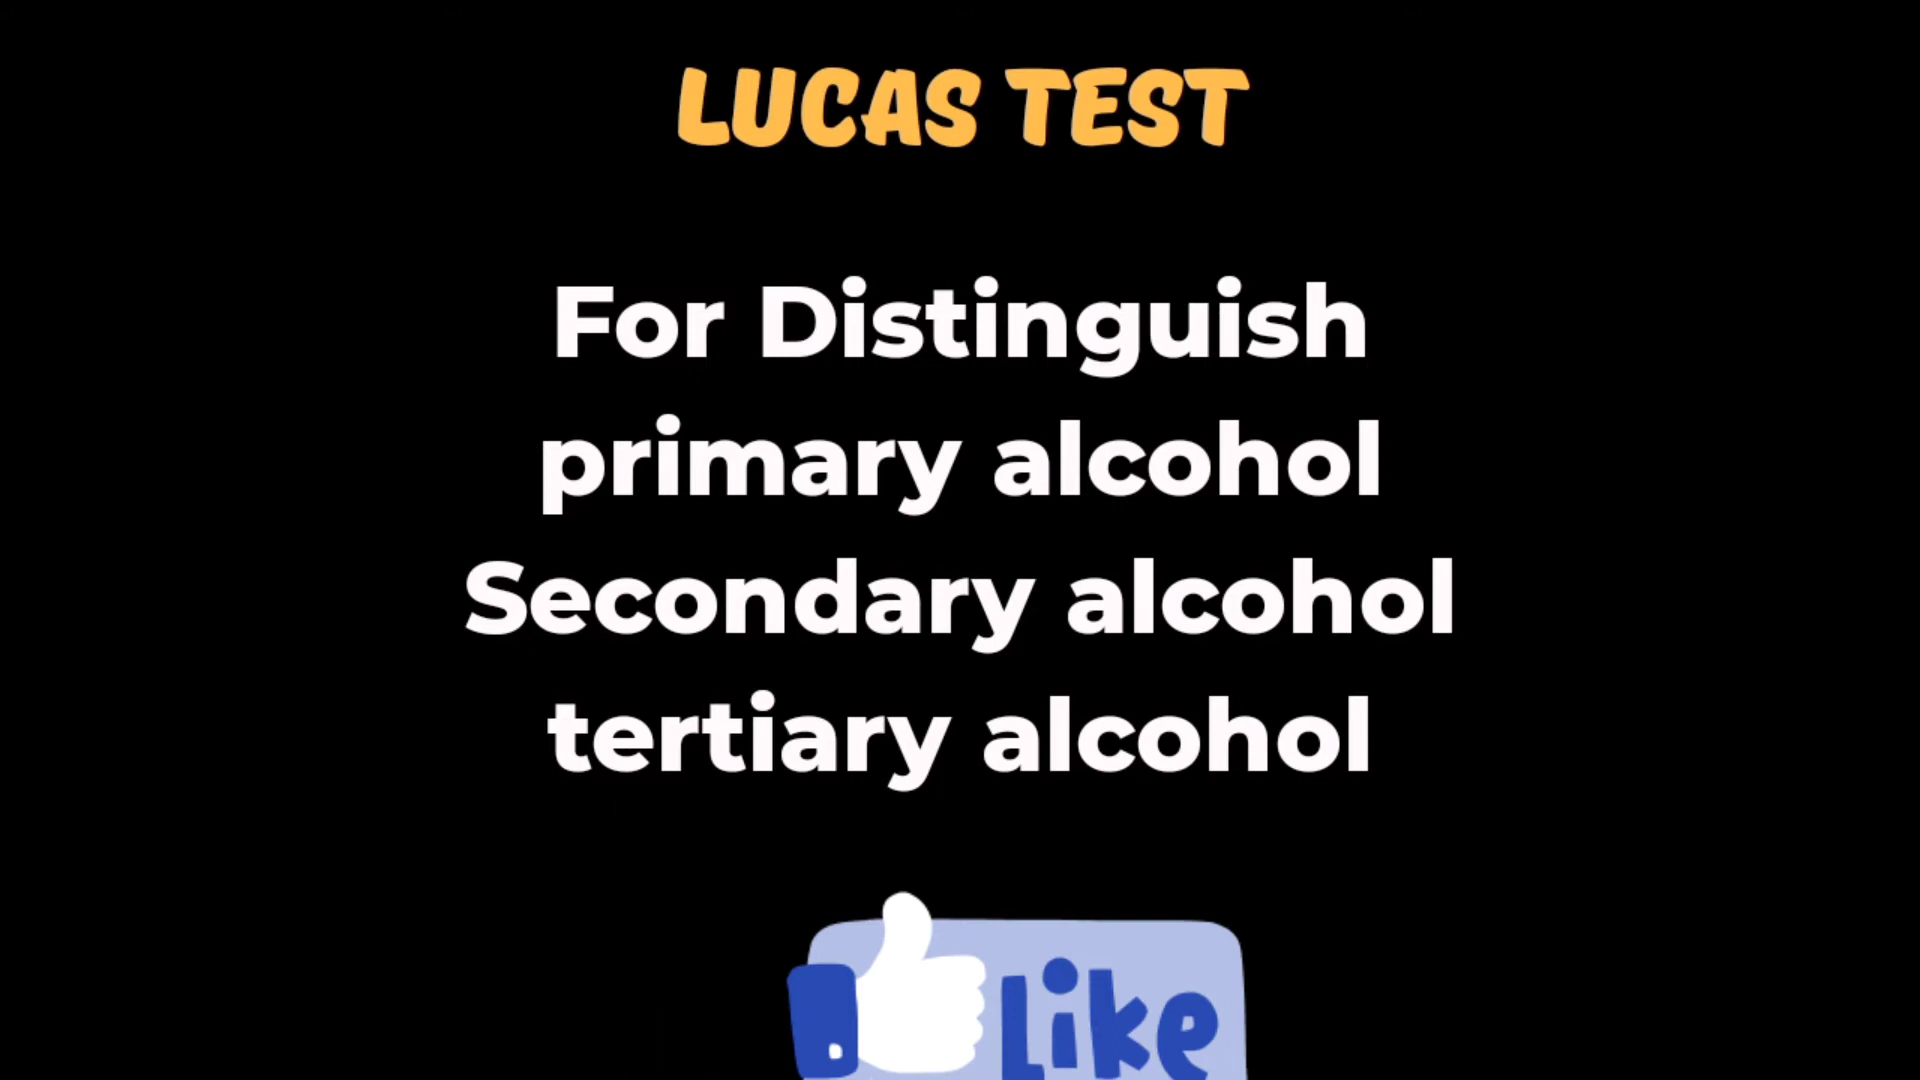 LUCAS TEST
For Distinguish
primary alcohol
Secondary alcohol
tertiary alcohol
Like